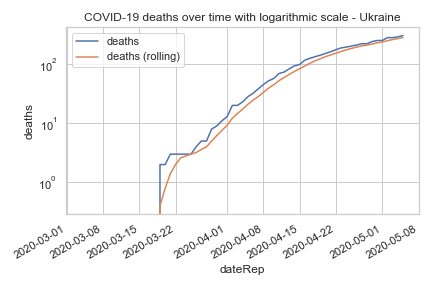 COVID-19 deaths over time with logarithmic scale - Ukraine
deaths
deaths (rolling)
10²
10¹
10⁰
deaths
2020-03-01
2020-03-08
2020-03-15
2020-03-22
2020-04-01
2020-04-08
2020-04-15
2020-04-22
2020-05-01
2020-05-08
dateRep